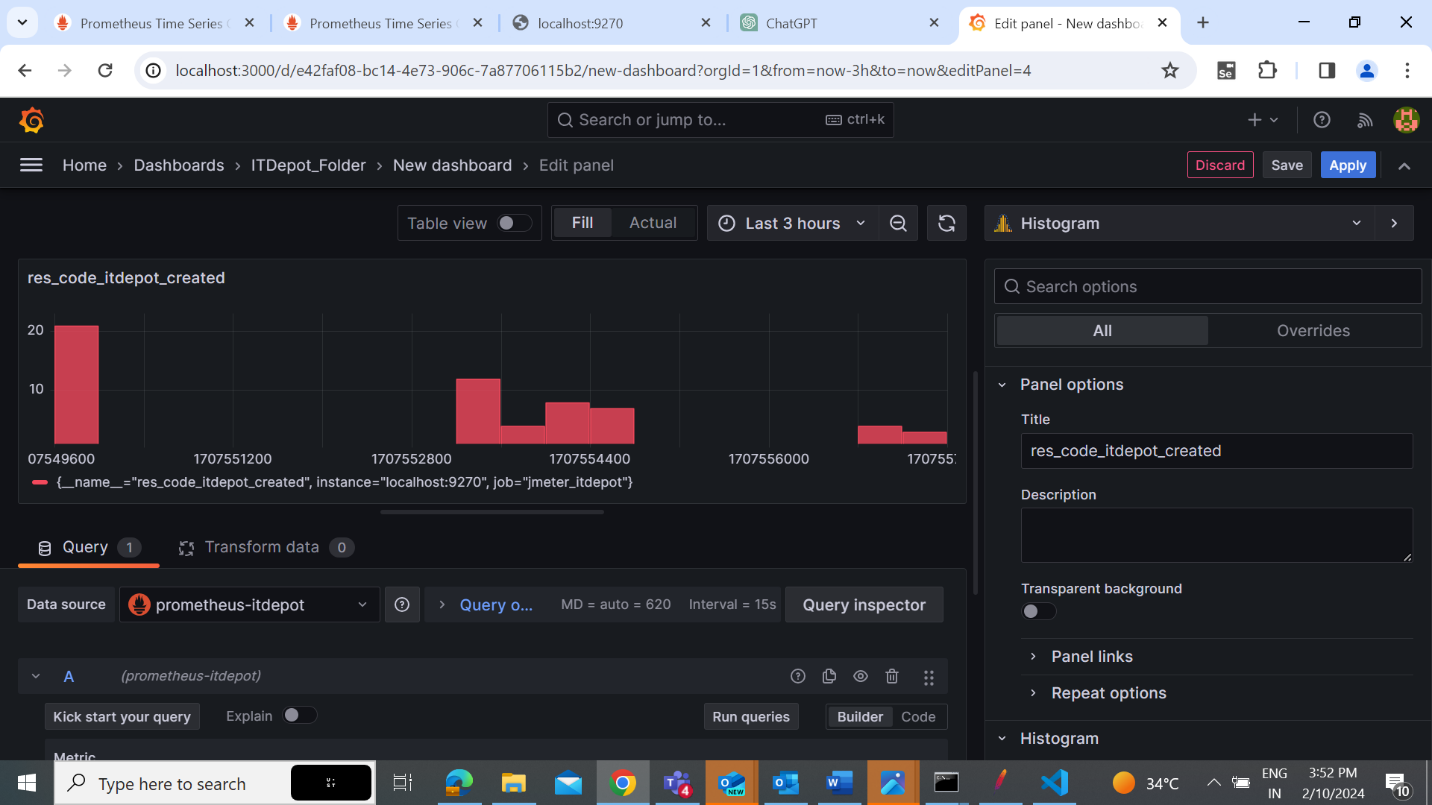 Prometheus Time Series
Prometheus Time Series
localhost:9270
ChatGPT
Edit panel - New dashbo
localhost:3000/d/e42faf08-bc14-4e73-906c-7a87706115b2/new-dashboard?orgId=1&from=now-3h&to=now&editPanel=4
Se
Search or jump to... ctrl+k
Home › Dashboards › ITDepot_Folder › New dashboard › Edit panel
Discard Save Apply
Table view Fill Actual Last 3 hours
Histogram
res_code_itdepot_created
20
10
07549600 1707551200 1707552800 1707554400 1707556000 170755
{__name__="res_code_itdepot_created", instance="localhost:9270", job="jmeter_itdepot"}
Query 1 Transform data 0
Data source prometheus-itdepot Query o... MD = auto = 620 Interval = 15s Query inspector
A (prometheus-itdepot)
Kick start your query Explain Run queries Builder Code
Metric
Search options
All Overrides
Panel options
Title
res_code_itdepot_created
Description
Transparent background
Panel links
Repeat options
Histogram
Type here to search
4
NEW
34°C
ENG
IN
3:52 PM
2/10/2024
10